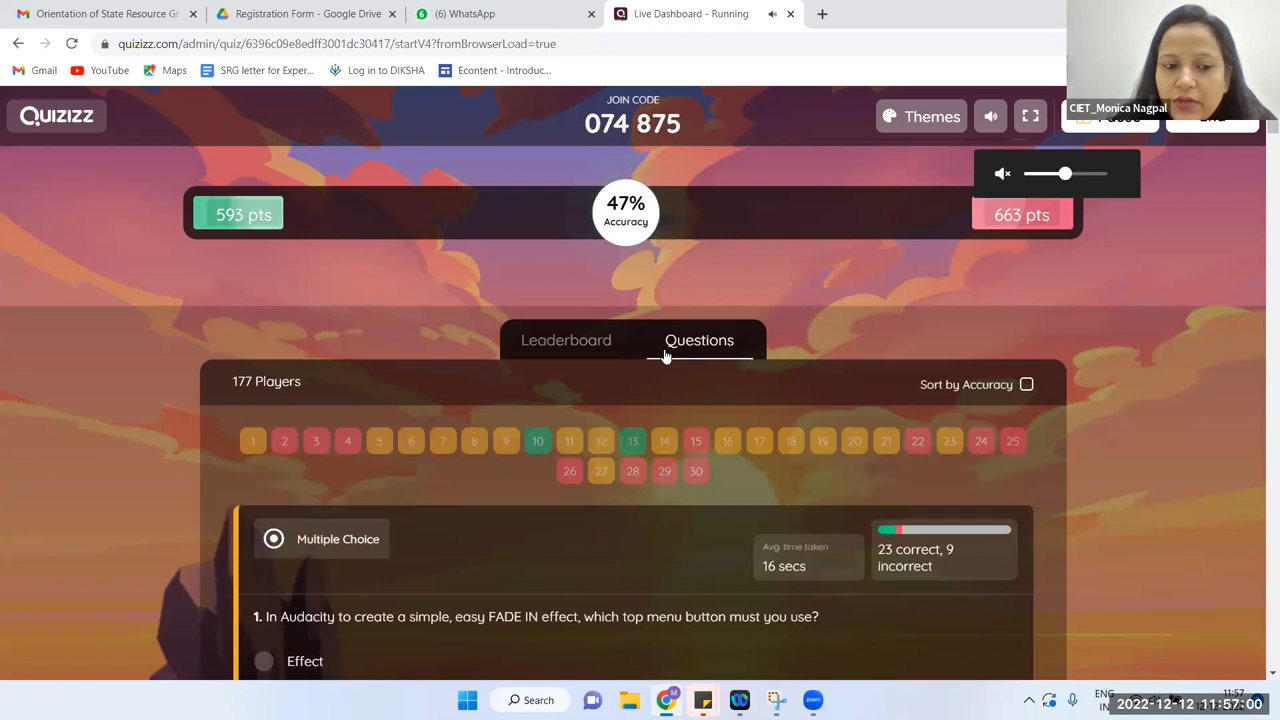 Orientation of State Resource Gr
Registration Form - Google Drive
(6) WhatsApp
Live Dashboard - Running
quizizz.com/admin/quiz/6396c09e8edff3001dc30417/startV4?fromBrowserLoad=true
Gmail
YouTube
Maps
SRG letter for Exper...
Log in to DIKSHA
Econtent - Introduc...
CIET_Monica Nagpal
Quizizz
JOIN CODE
074 875
Themes
593 pts
47%
Accuracy
663 pts
Leaderboard
Questions
177 Players
Sort by Accuracy
1 2 3 4 5 6 7 8 9 10 11 12 13 14 15 16 17 18 19 20 21 22 23 24 25
26 27 28 29 30
Multiple Choice
Avg. time taken
16 secs
23 correct, 9
incorrect
1. In Audacity to create a simple, easy FADE IN effect, which top menu button must you use?
Effect
Search
ENG
IN
11:57
2022-12-12 11:57:00